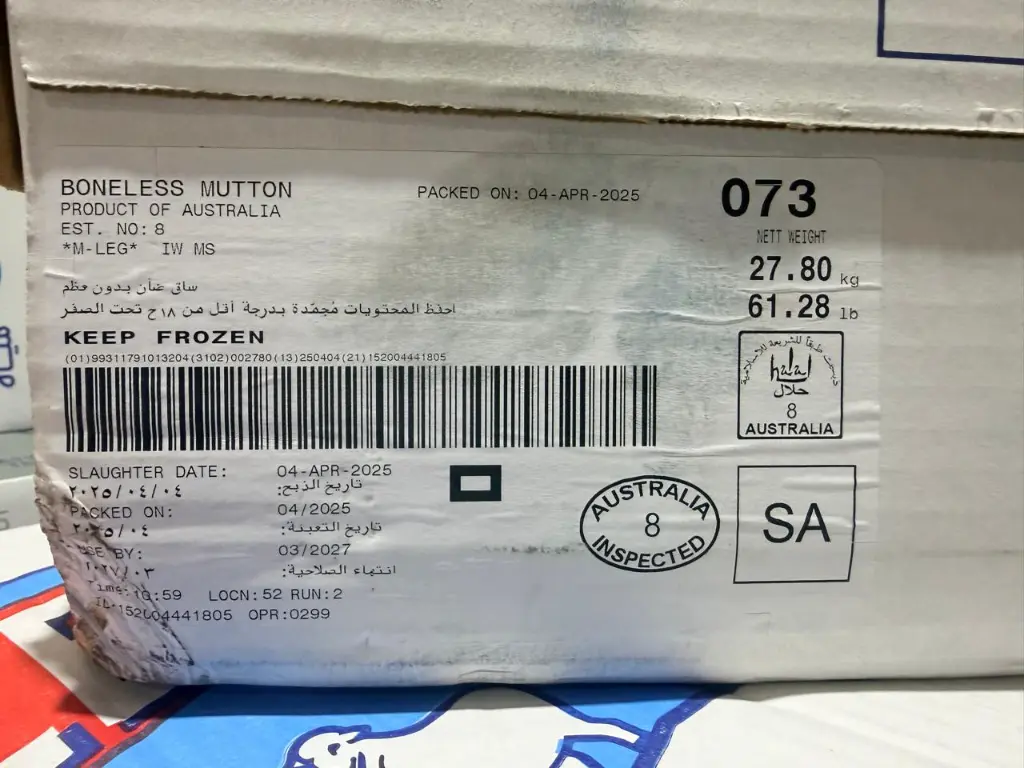 BONELESS MUTTON
PRODUCT OF AUSTRALIA
EST. NO: 8
*M-LEG* IW MS
PACKED ON: 04-APR-2025
073
NETT WEIGHT
27.80 kg
61.28 lb
ساق ضأن بدون عظم
احفظ المحتويات مُجمّدة بدرجة أقل من ١٨ح تحت الصفر
KEEP FROZEN
(01)99311791013204(3102)002780(13)250404(21)152004441805
halal
حلال
8
AUSTRALIA
SLAUGHTER DATE: 04-APR-2025
٢٠٢٥/٠٤/٠٤ تاريخ الذبح:
PACKED ON: 04/2025
تاريخ التعبئة:
USE BY: 03/2027
انتهاء الصلاحية:
LOCN: 52 RUN: 2
152004441805 OPR:0299
AUSTRALIA
8
INSPECTED
SA